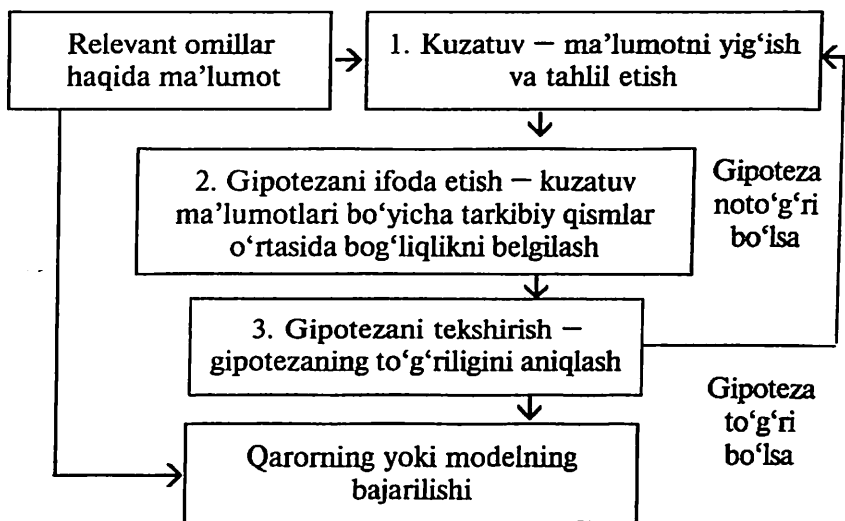 Relevant omillar
haqida ma’lumot
1. Kuzatuv – ma’lumotni yig‘ish
va tahlil etish
2. Gipotezani ifoda etish – kuzatuv
ma’lumotlari bo‘yicha tarkibiy qismlar
o‘rtasida bog‘liqlikni belgilash
Gipoteza
noto‘g‘ri
bo‘lsa
3. Gipotezani tekshirish –
gipotezaning to‘g‘riligini aniqlash
Gipoteza
to‘g‘ri
bo‘lsa
Qarorning yoki modelning
bajarilishi